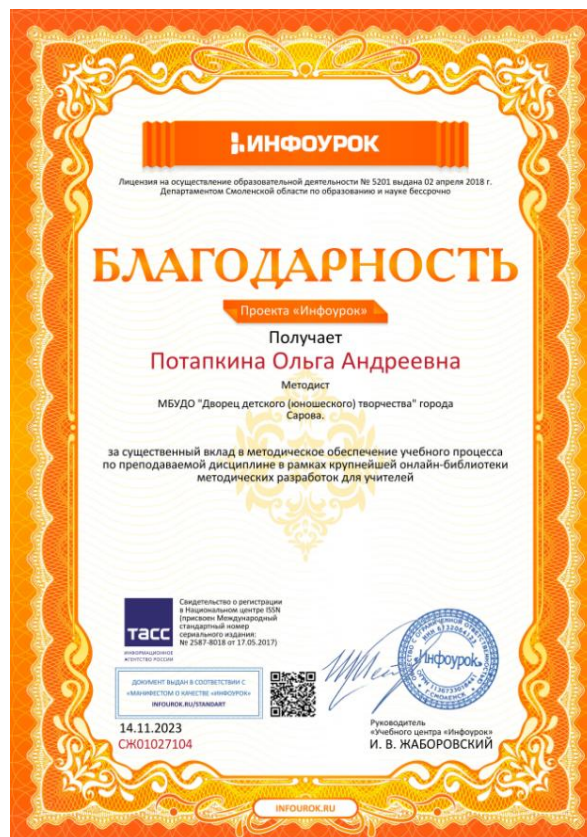 ИНФОУРОК
Лицензия на осуществление образовательной деятельности № 5201 выдана 02 апреля 2018 г.
Департаментом Смоленской области по образованию и науке бессрочно
БЛАГОДАРНОСТЬ
Проекта «Инфоурок»
Получает
Потапкина Ольга Андреевна
Методист
МБУДО "Дворец детского (юношеского) творчества" города
Сарова.
за существенный вклад в методическое обеспечение учебного процесса
по преподаваемой дисциплине в рамках крупнейшей онлайн-библиотеки
методических разработок для учителей
Свидетельство о регистрации
в Национальном центре ISSN
(присвоен Международный
стандартный номер
сериального издания:
№ 2587-8018 от 17.05.2017)
ТАСС
ИНФОРМАЦИОННОЕ
АГЕНТСТВО РОССИИ
ДОКУМЕНТ ВЫДАН В СООТВЕТСТВИИ С
«МАНИФЕСТОМ О КАЧЕСТВЕ «ИНФОУРОК»
INFOUROK.RU/STANDART
14.11.2023
СЖ01027104
«Инфоурок»
Руководитель
«Учебного центра «Инфоурок»
И. В. ЖАБОРОВСКИЙ
INFOUROK.RU